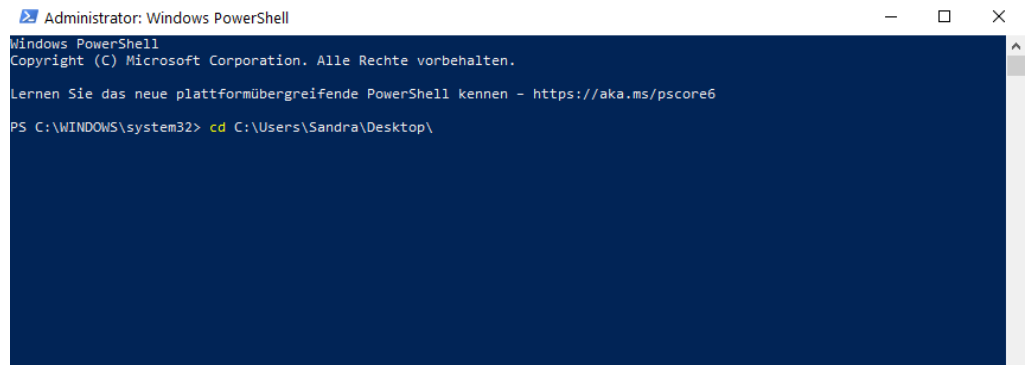 Administrator: Windows PowerShell
Windows PowerShell
Copyright (C) Microsoft Corporation. Alle Rechte vorbehalten.
Lernen Sie das neue plattformübergreifende PowerShell kennen – https://aka.ms/pscore6
PS C:\WINDOWS\system32> cd C:\Users\Sandra\Desktop\